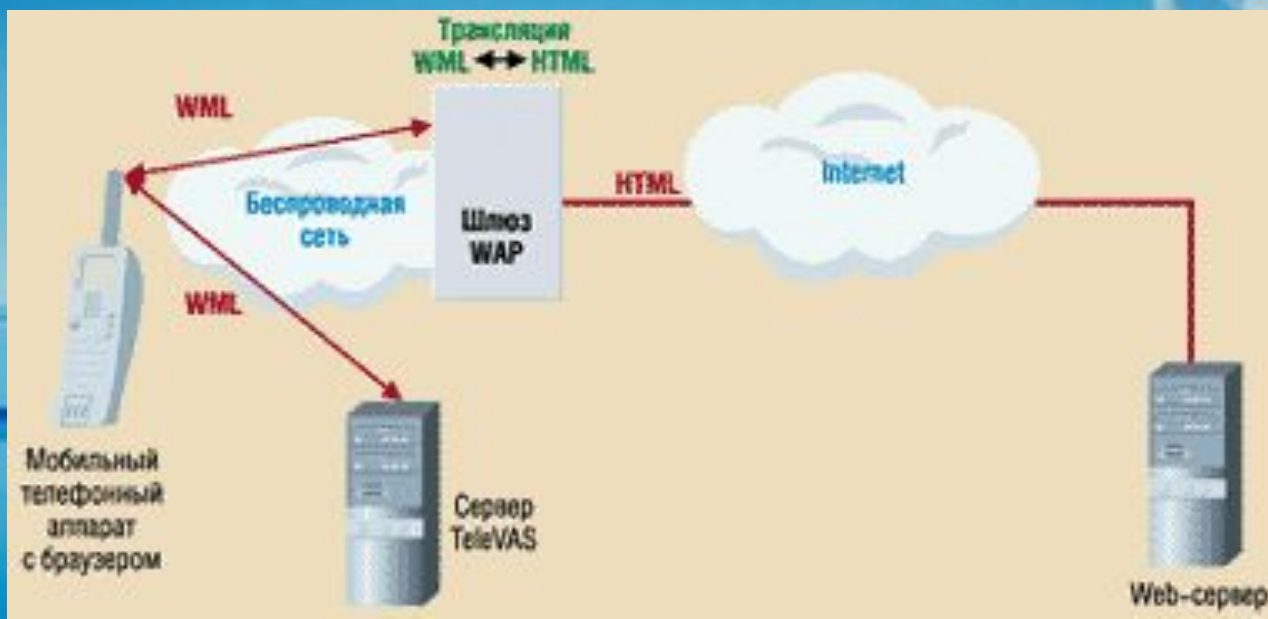 Трансляция
WML HTML
WML
Беспроводная
сеть
Шлюз
WAP
HTML
Internet
WML
Мобильный
телефонный
аппарат
с браузером
Сервер
TeleVAS
Web-сервер